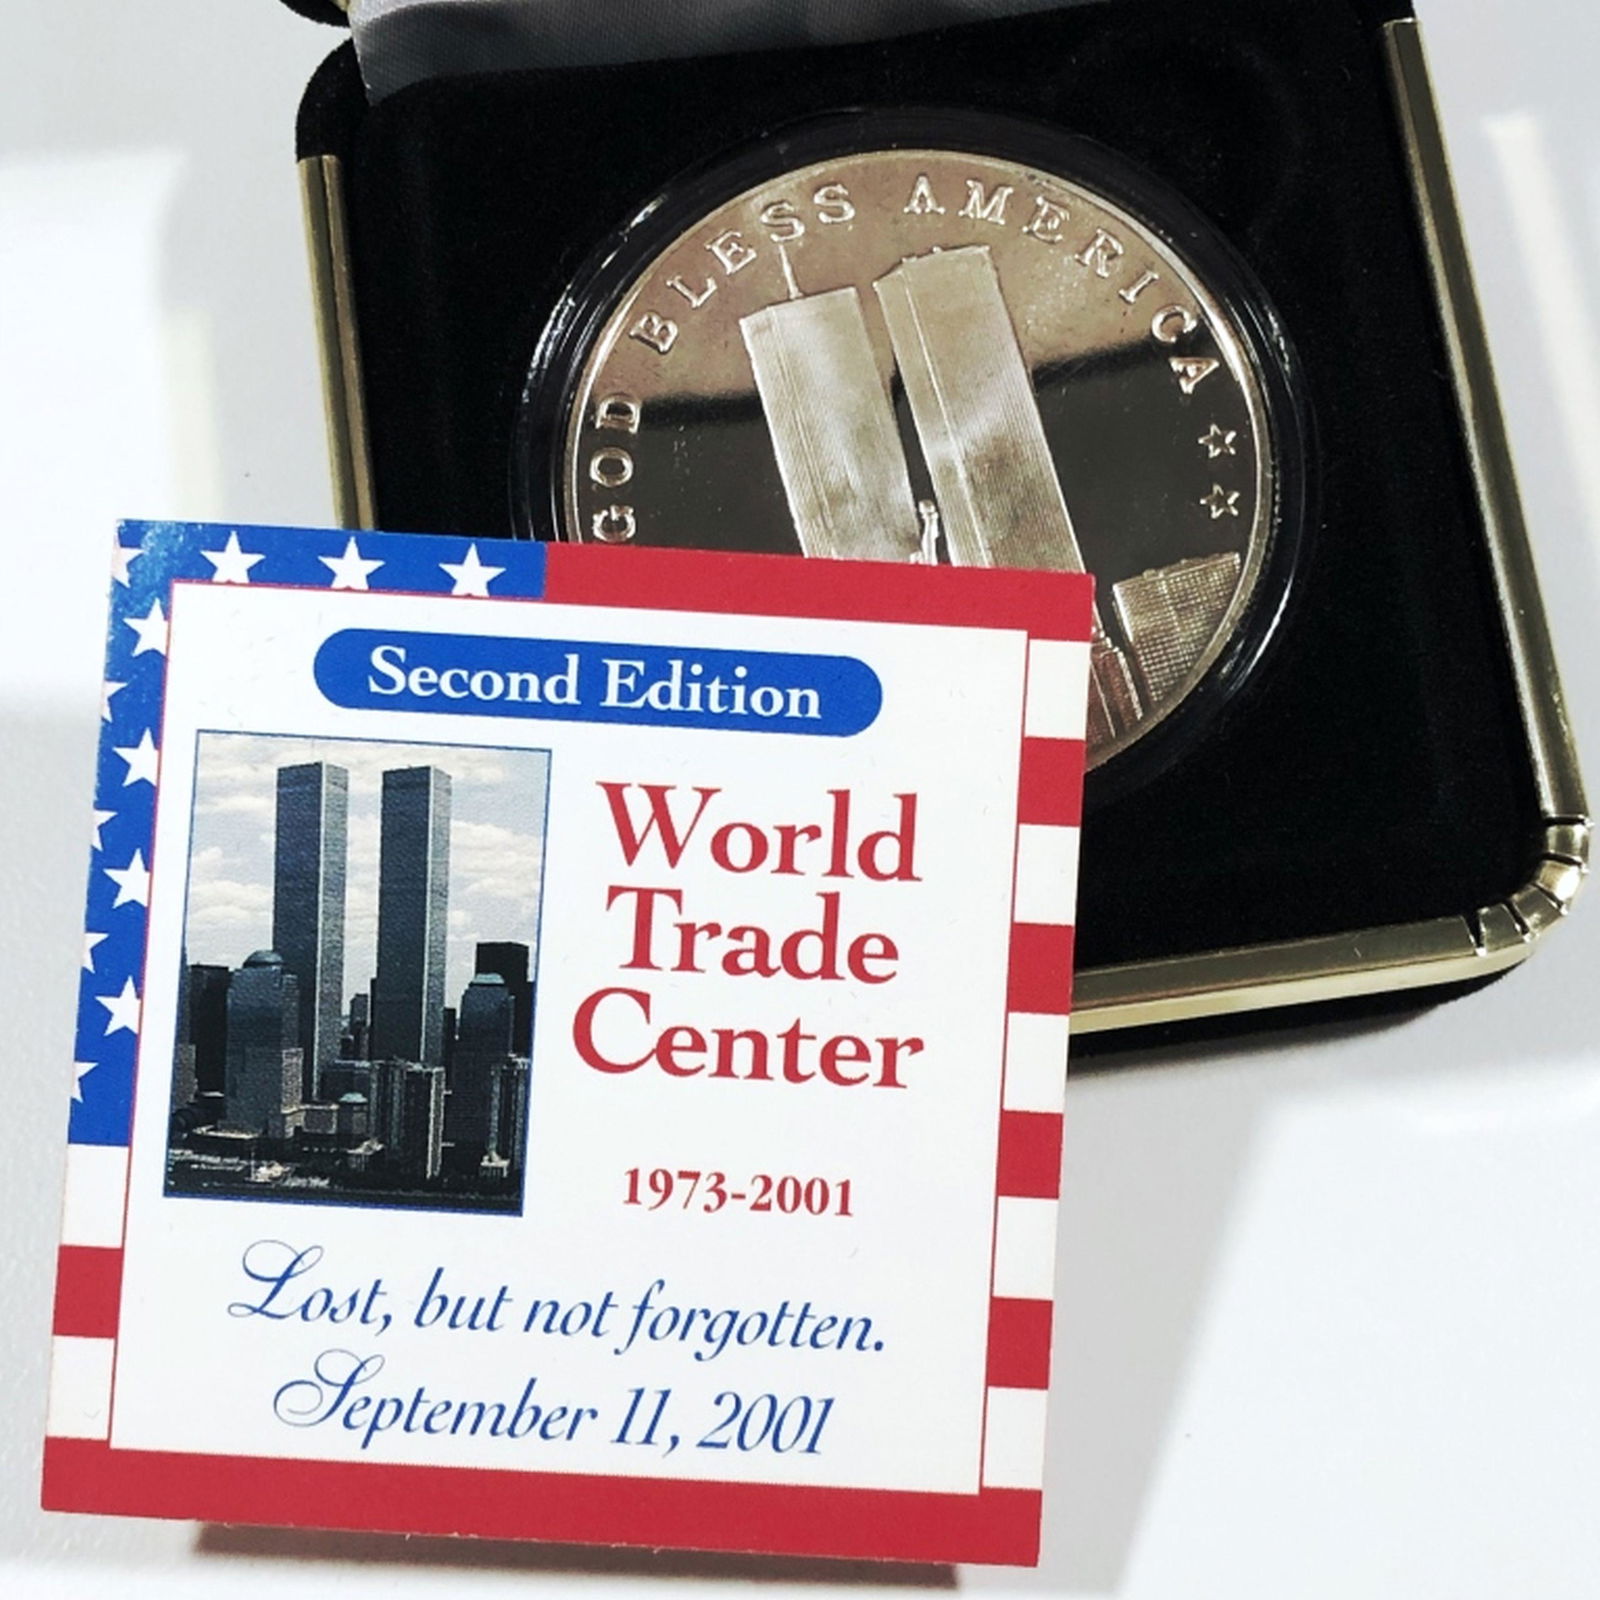 GOD BLESS AMERICA
Second Edition
World
Trade
Center
1973-2001
Lost, but not forgotten.
September 11, 2001